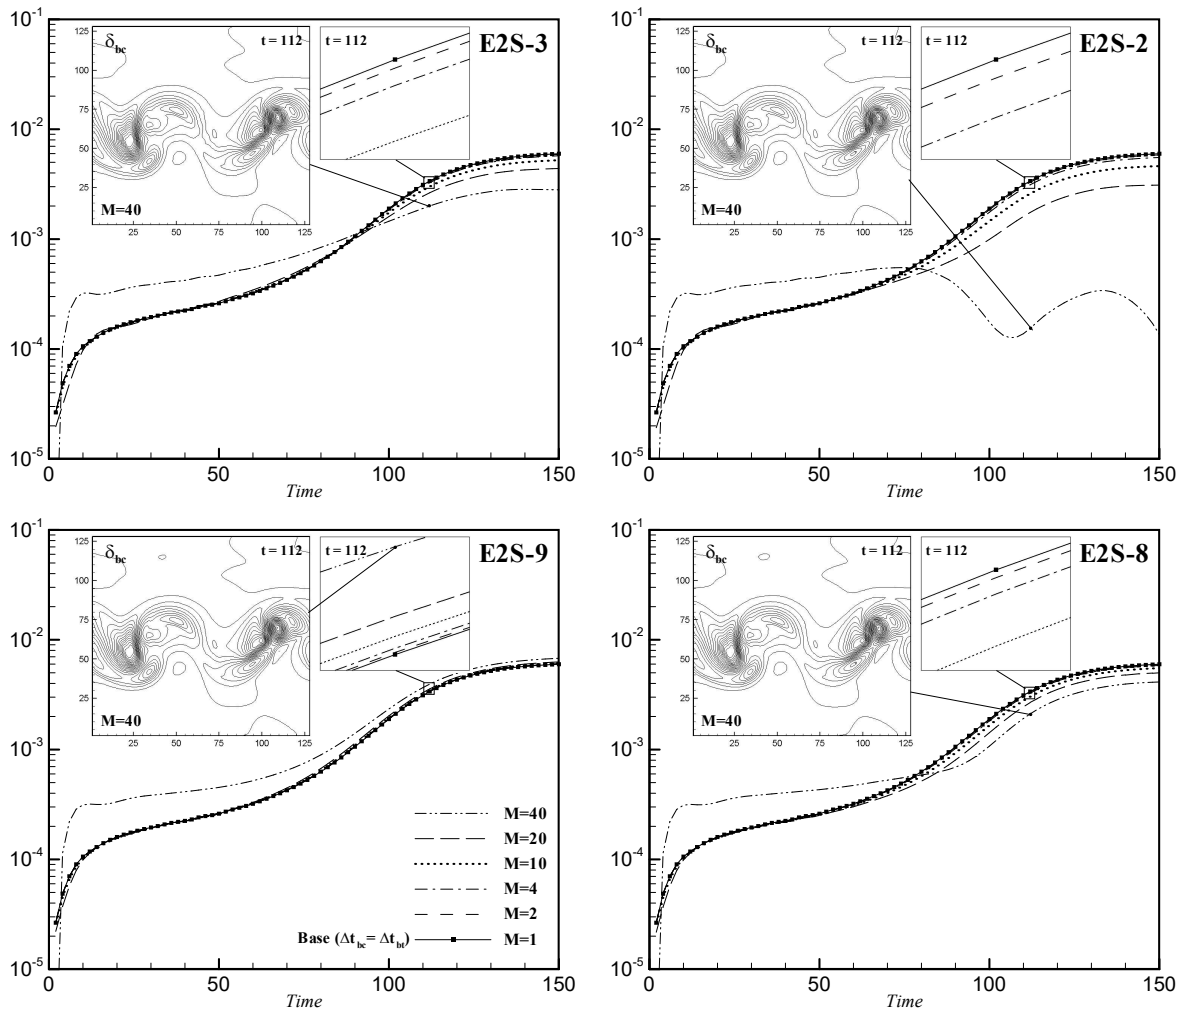 E2S-3
δbc
t = 112
t = 112
M=40
125
100
75
50
25
25 50 75 100 125
10-1
10-2
10-3
10-4
10-5
0 50 100 150
Time
E2S-2
δbc
t = 112
t = 112
M=40
125
100
75
50
25
25 50 75 100 125
10-1
10-2
10-3
10-4
10-5
0 50 100 150
Time
E2S-9
δbc
t = 112
t = 112
M=40
125
100
75
50
25
25 50 75 100 125
10-1
10-2
10-3
10-4
10-5
M=40
M=20
M=10
M=4
M=2
Base (Δtbc= Δtbt) M=1
0 50 100 150
Time
E2S-8
δbc
t = 112
t = 112
M=40
125
100
75
50
25
25 50 75 100 125
10-1
10-2
10-3
10-4
10-5
0 50 100 150
Time